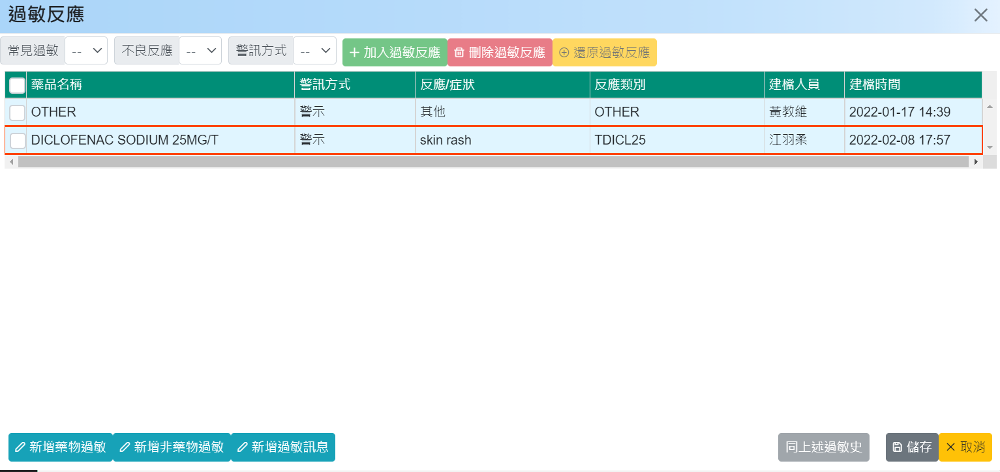 過敏反應
常見過敏 -- 不良反應 -- 警訊方式 -- 加入過敏反應 刪除過敏反應 還原過敏反應
藥品名稱 警訊方式 反應/症狀 反應類別 建檔人員 建檔時間
OTHER 警示 其他 OTHER 黃教維 2022-01-17 14:39
DICLOFENAC SODIUM 25MG/T 警示 skin rash TDICL25 江羽柔 2022-02-08 17:57
新增藥物過敏 新增非藥物過敏 新增過敏訊息 同上述過敏史 儲存 取消